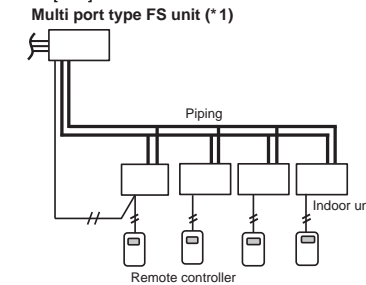 Multi port type FS unit (*1)
Piping
Indoor ur
Remote controller